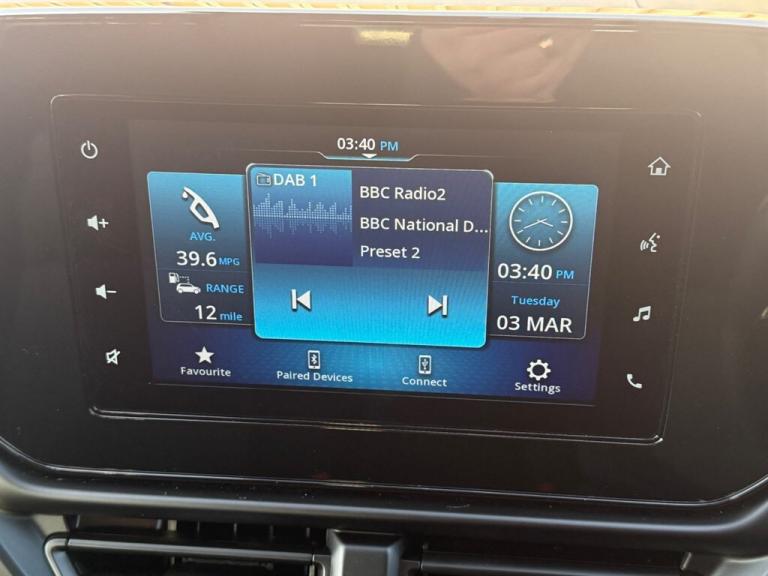 03:40 PM
DAB 1
BBC Radio2
BBC National D...
Preset 2
AVG.
39.6 MPG
RANGE
12 mile
03:40 PM
Tuesday
03 MAR
Favourite
Paired Devices
Connect
Settings